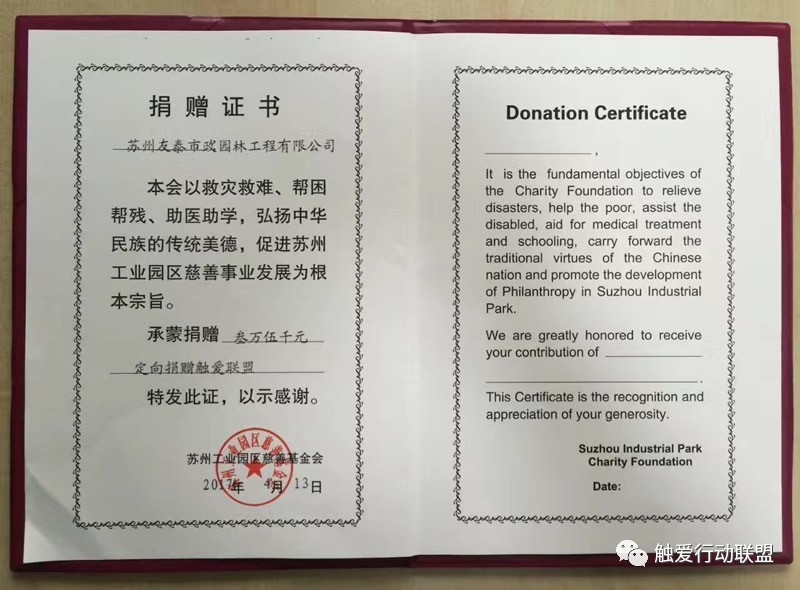 捐赠证书
苏州友泰市政园林工程有限公司
本会以救灾救难、帮困
帮残、助医助学，弘扬中华
民族的传统美德，促进苏州
工业园区慈善事业发展为根
本宗旨。
承蒙捐赠 叁万伍千元
定向捐赠触爱联盟
特发此证，以示感谢。
苏州工业园区慈善基金会
2017年 4月 13日
Donation Certificate
,
It is the fundamental objectives of
the Charity Foundation to relieve
disasters, help the poor, assist the
disabled, aid for medical treatment
and schooling, carry forward the
traditional virtues of the Chinese
nation and promote the development
of Philanthropy in Suzhou Industrial
Park.
We are greatly honored to receive
your contribution of
.
This Certificate is the recognition and
appreciation of your generosity.
Suzhou Industrial Park
Charity Foundation
Date:
触爱行动联盟